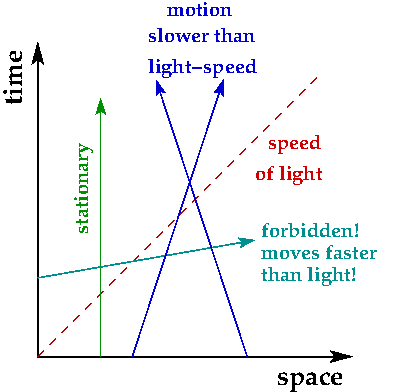 motion
slower than
light-speed
time
stationary
speed
of light
forbidden!
moves faster
than light!
space